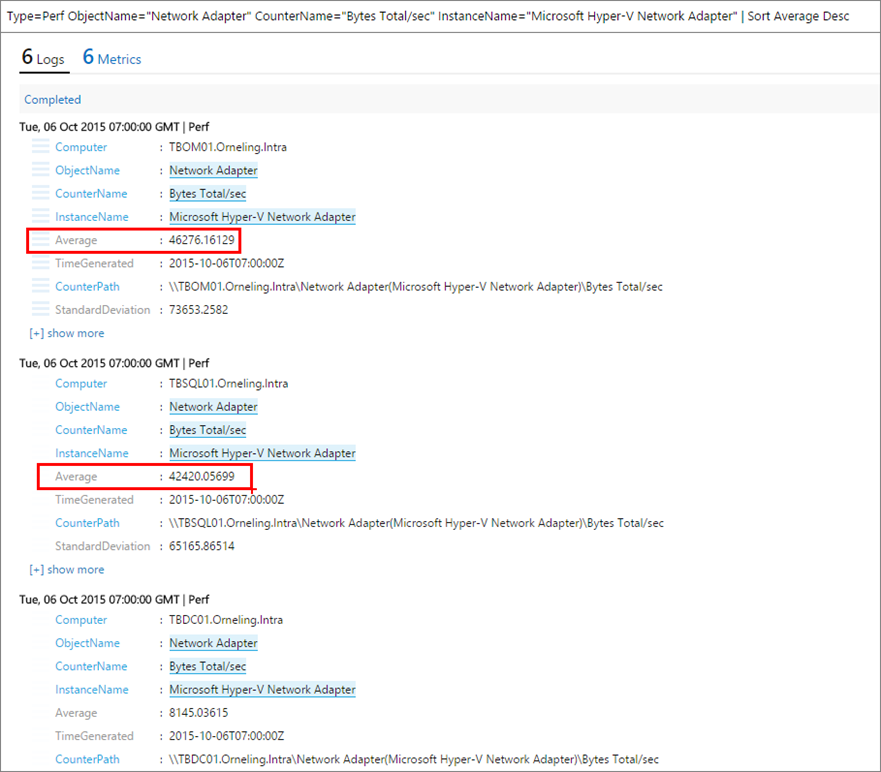 Type=Perf ObjectName="Network Adapter" CounterName="Bytes Total/sec" InstanceName="Microsoft Hyper-V Network Adapter" | Sort Average Desc
6 Logs 6 Metrics
Completed
Tue, 06 Oct 2015 07:00:00 GMT | Perf
Computer : TBOM01.Orneling.Intra
ObjectName : Network Adapter
CounterName : Bytes Total/sec
InstanceName : Microsoft Hyper-V Network Adapter
Average : 46276.16129
TimeGenerated : 2015-10-06T07:00:00Z
CounterPath : \\TBOM01.Orneling.Intra\Network Adapter(Microsoft Hyper-V Network Adapter)\Bytes Total/sec
StandardDeviation : 73653.2582
[+] show more
Tue, 06 Oct 2015 07:00:00 GMT | Perf
Computer : TBSQL01.Orneling.Intra
ObjectName : Network Adapter
CounterName : Bytes Total/sec
InstanceName : Microsoft Hyper-V Network Adapter
Average : 42420.05699
TimeGenerated : 2015-10-06T07:00:00Z
CounterPath : \\TBSQL01.Orneling.Intra\Network Adapter(Microsoft Hyper-V Network Adapter)\Bytes Total/sec
StandardDeviation : 65165.86514
[+] show more
Tue, 06 Oct 2015 07:00:00 GMT | Perf
Computer : TBDC01.Orneling.Intra
ObjectName : Network Adapter
CounterName : Bytes Total/sec
InstanceName : Microsoft Hyper-V Network Adapter
Average : 8145.03615
TimeGenerated : 2015-10-06T07:00:00Z
CounterPath : \\TBDC01.Orneling.Intra\Network Adapter(Microsoft Hyper-V Network Adapter)\Bytes Total/sec